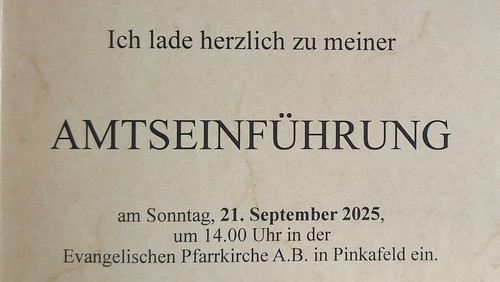 Ich lade herzlich zu meiner
AMTSEINFÜHRUNG
am Sonntag, 21. September 2025,
um 14.00 Uhr in der
Evangelischen Pfarrkirche A.B. in Pinkafeld ein.